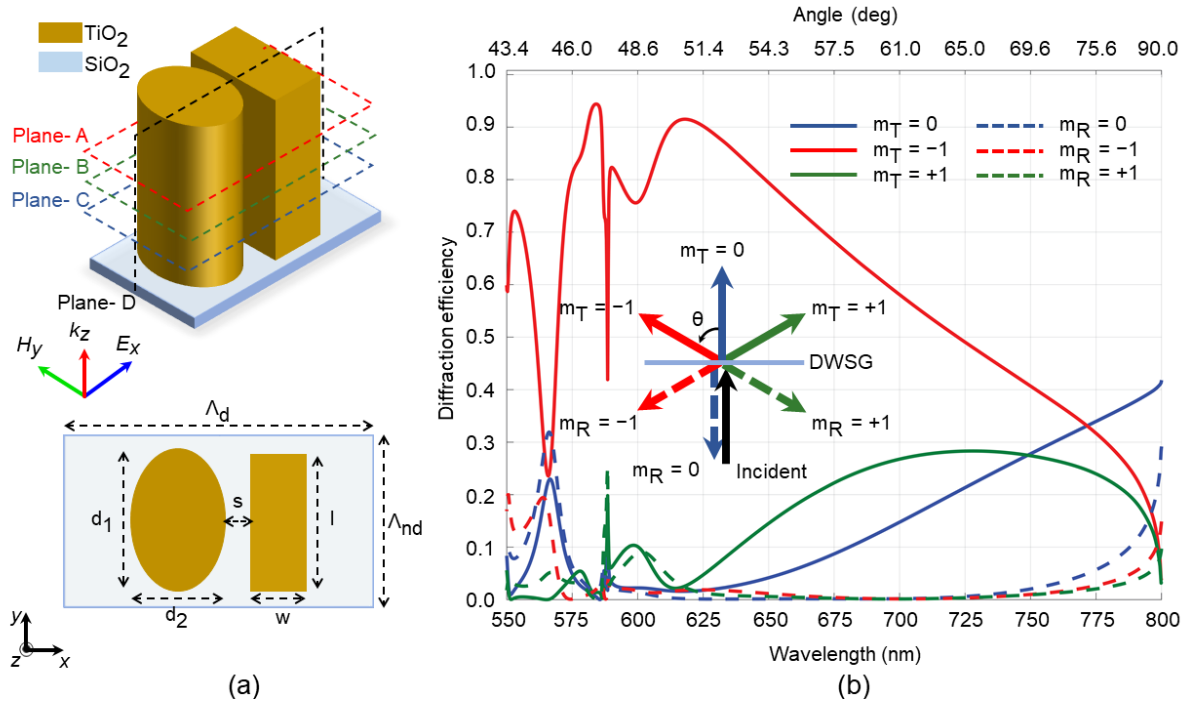 TiO2
SiO2
Plane- A
Plane- B
Plane- C
Plane- D
Hy
kz
Ex
Λd
d1
s
l
Λnd
d2
w
y
z
x
(a)
Angle (deg)
43.4 46.0 48.6 51.4 54.3 57.5 61.0 65.0 69.6 75.6 90.0
Diffraction efficiency
1.0
0.9
0.8
0.7
0.6
0.5
0.4
0.3
0.2
0.1
0.0
mT = 0 mR = 0
mT = −1 mR = −1
mT = +1 mR = +1
mT = 0
mT = −1
θ
mT = +1
DWSG
mR = −1
mR = +1
mR = 0
Incident
550 575 600 625 650 675 700 725 750 775 800
Wavelength (nm)
(b)